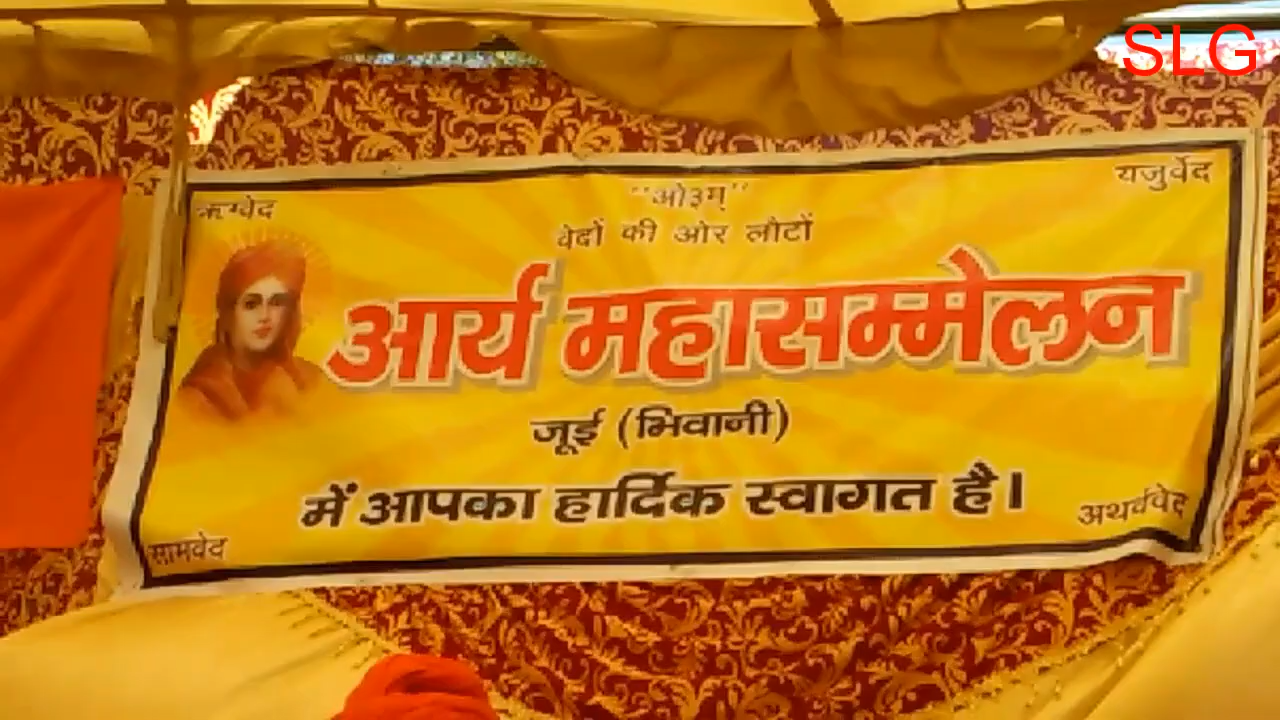 SLG
ऋग्वेद
यजुर्वेद
"ओ३म्"
वेदों की ओर लौटों
आर्य महासम्मेलन
जूई (भिवानी)
में आपका हार्दिक स्वागत है।
सामवेद
अथर्ववेद